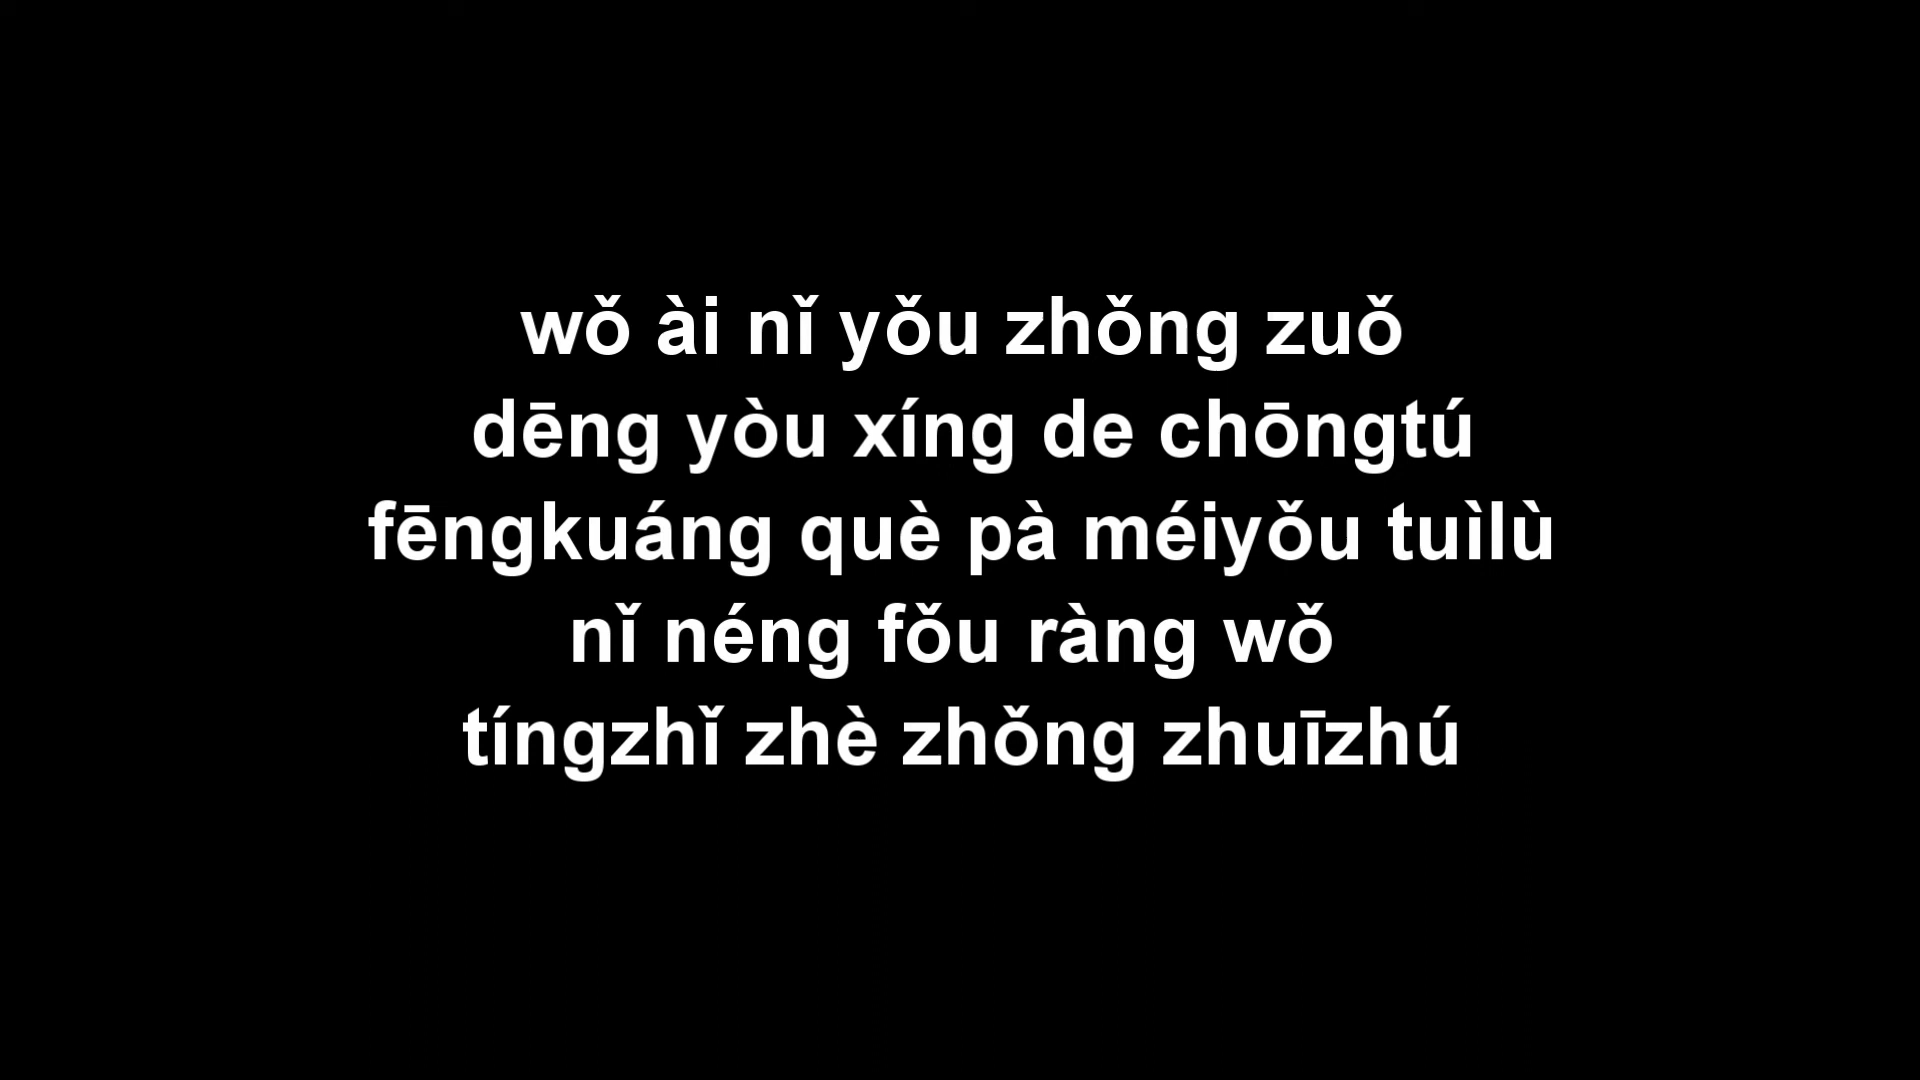 wǒ ài nǐ yǒu zhǒng zuǒ
dēng yòu xíng de chōngtú
fēngkuáng què pà méiyǒu tuìlù
nǐ néng fǒu ràng wǒ
tíngzhǐ zhè zhǒng zhuīzhú